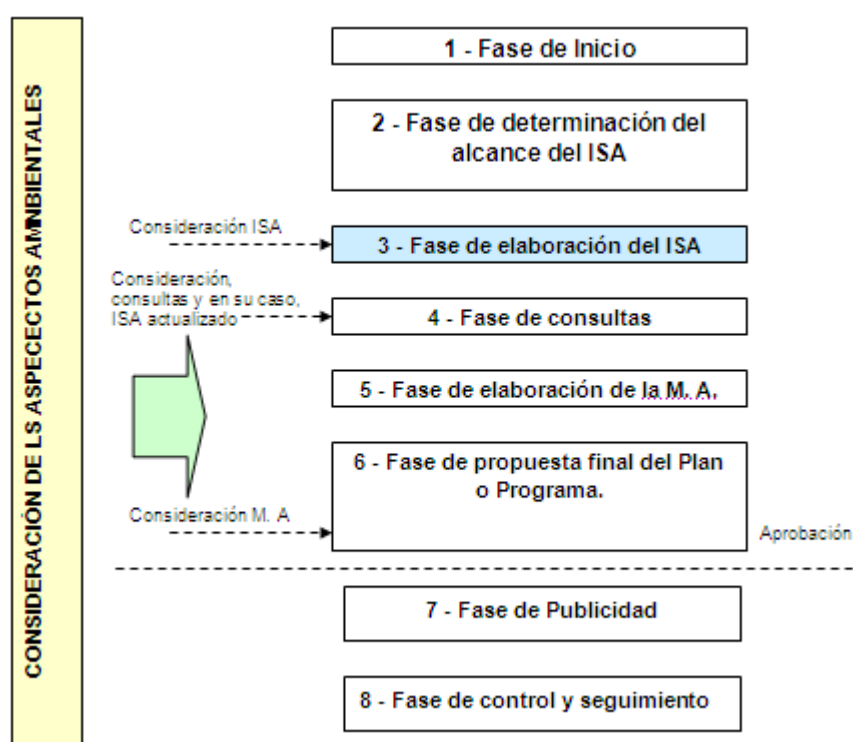 CONSIDERACIÓN DE LS ASPECECTOS AMNBIENTALES
1 - Fase de Inicio
2 - Fase de determinación del
alcance del ISA
Consideración ISA
3 - Fase de elaboración del ISA
Consideración,
consultas y en su caso,
ISA actualizado
4 - Fase de consultas
5 - Fase de elaboración de la M. A.
6 - Fase de propuesta final del Plan
o Programa.
Consideración M. A
Aprobación
7 - Fase de Publicidad
8 - Fase de control y seguimiento